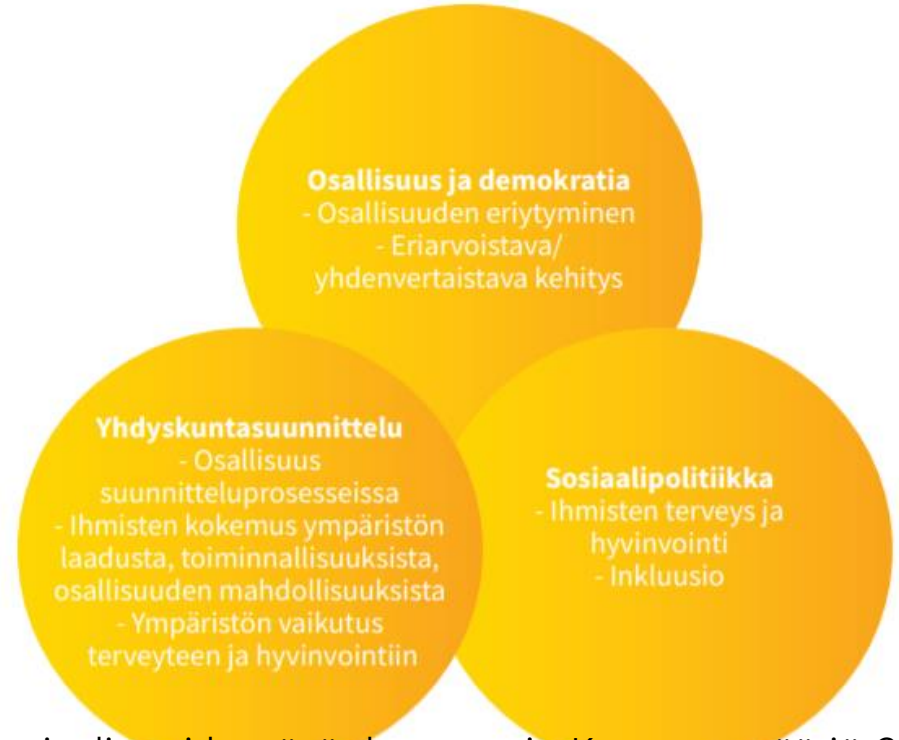 Osallisuus ja demokratia
- Osallisuuden eriytyminen
- Eriarvoistava/
yhdenvertaistava kehitys
Yhdyskuntasuunnittelu
- Osallisuus
suunnitteluprosesseissa
- Ihmisten kokemus ympäristön
laadusta, toiminnallisuuksista,
osallisuuden mahdollisuuksista
- Ympäristön vaikutus
terveyteen ja hyvinvointiin
Sosiaalipolitiikka
- Ihmisten terveys ja
hyvinvointi
- Inkluusio